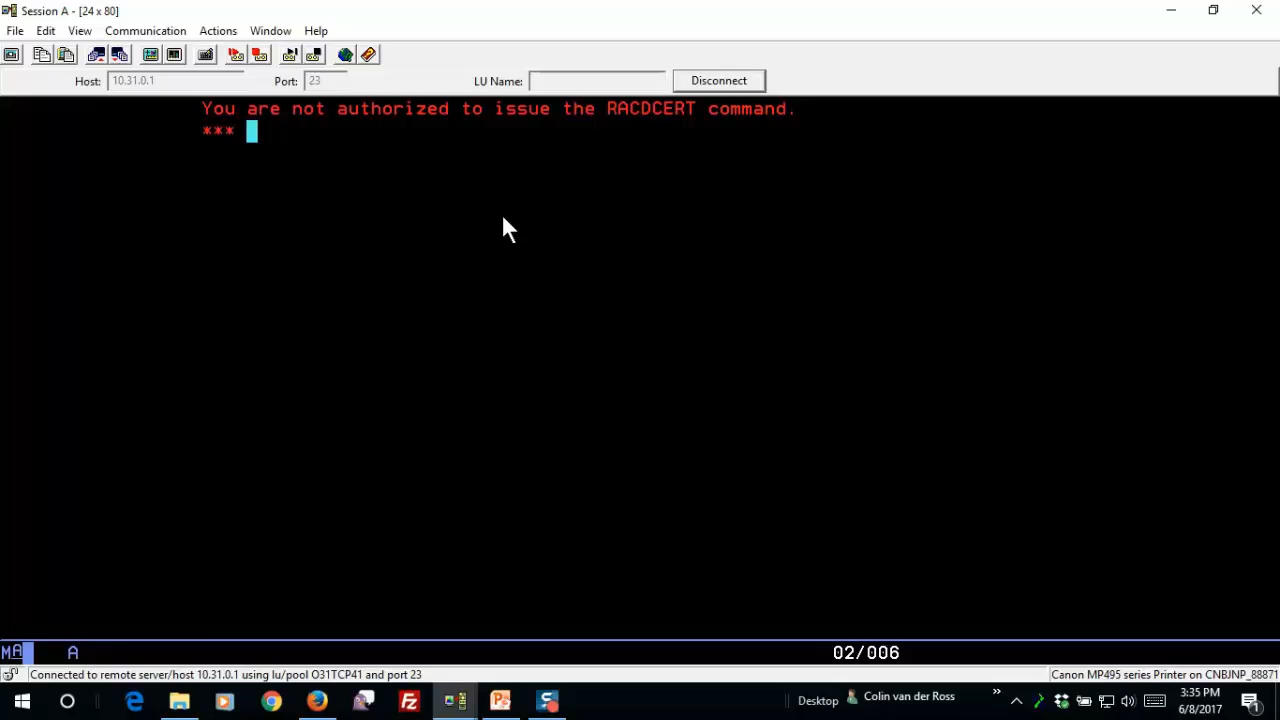 Session A - [24 x 80]
File Edit View Communication Actions Window Help
Host: 10.31.0.1 Port: 23 LU Name: Disconnect
You are not authorized to issue the RACDCERT command.
***
MA A 02/006
Connected to remote server/host 10.31.0.1 using lu/pool O31TCP41 and port 23 Canon MP495 series Printer on CNBJNP_88871
Desktop Colin van der Ross 3:35 PM
6/8/2017